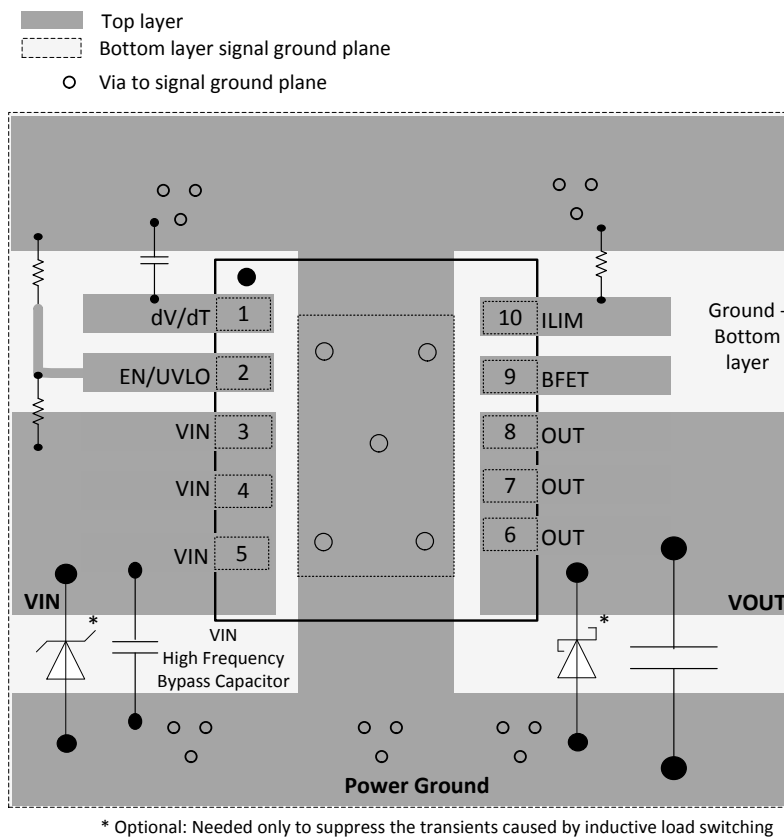 Top layer
Bottom layer signal ground plane
Via to signal ground plane
dV/dT 1
10 ILIM
Ground -
Bottom
layer
EN/UVLO 2
9 BFET
VIN 3
8 OUT
VIN 4
7 OUT
VIN 5
6 OUT
VIN
VOUT
*
*
VIN
High Frequency
Bypass Capacitor
Power Ground
* Optional: Needed only to suppress the transients caused by inductive load switching